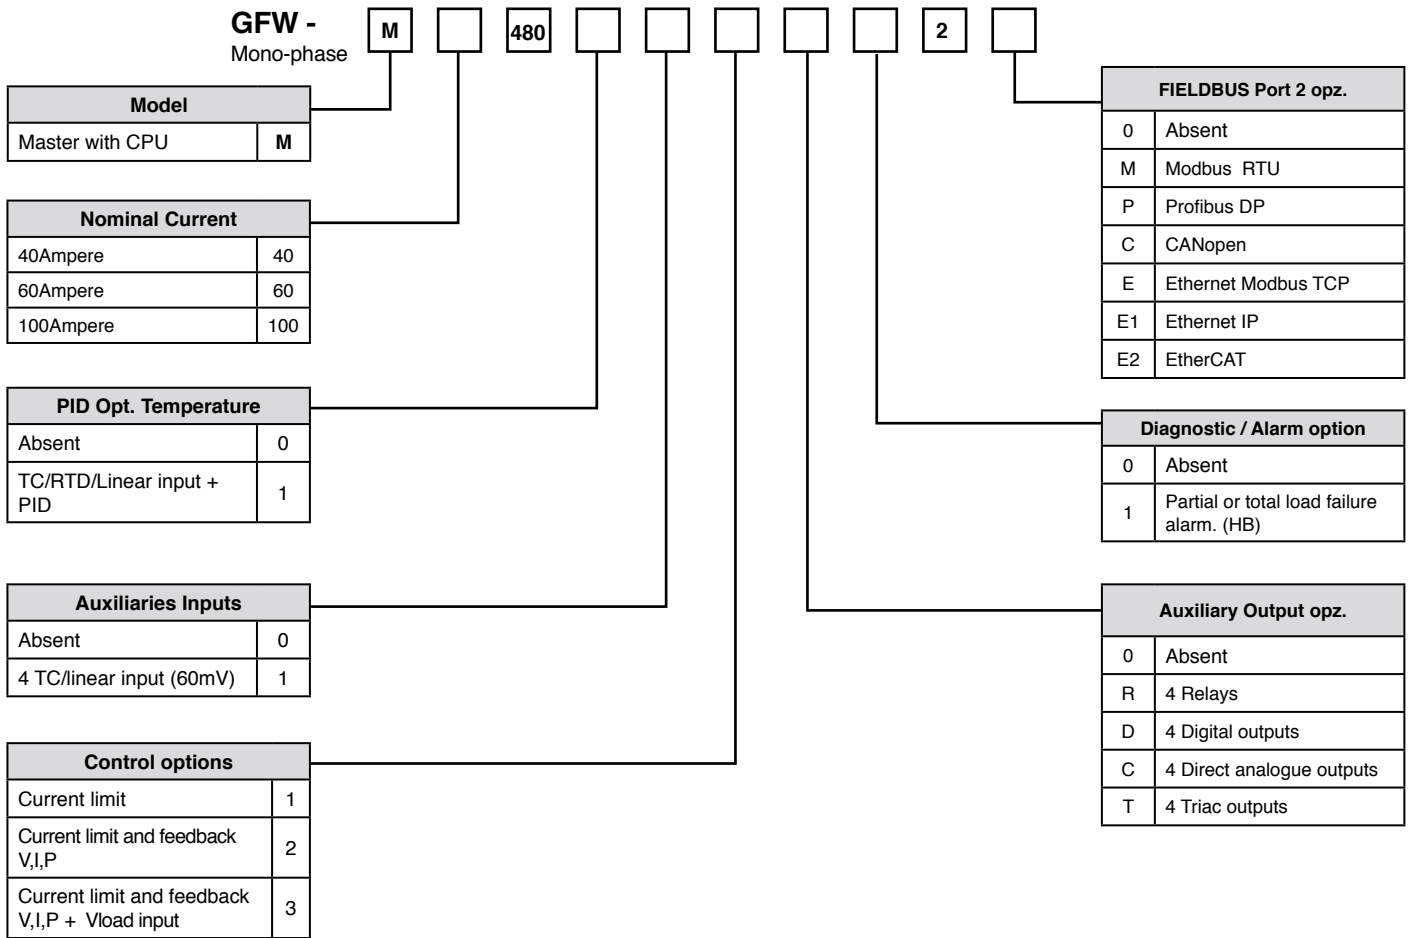 GFW -
Mono-phase
M 480 2
Model
Master with CPU M
Nominal Current
40Ampere 40
60Ampere 60
100Ampere 100
PID Opt. Temperature
Absent 0
TC/RTD/Linear input +
PID 1
Auxiliaries Inputs
Absent 0
4 TC/linear input (60mV) 1
Control options
Current limit 1
Current limit and feedback
V,I,P 2
Current limit and feedback
V,I,P + Vload input 3
FIELDBUS Port 2 opz.
0 Absent
M Modbus RTU
P Profibus DP
C CANopen
E Ethernet Modbus TCP
E1 Ethernet IP
E2 EtherCAT
Diagnostic / Alarm option
0 Absent
1 Partial or total load failure
alarm. (HB)
Auxiliary Output opz.
0 Absent
R 4 Relays
D 4 Digital outputs
C 4 Direct analogue outputs
T 4 Triac outputs